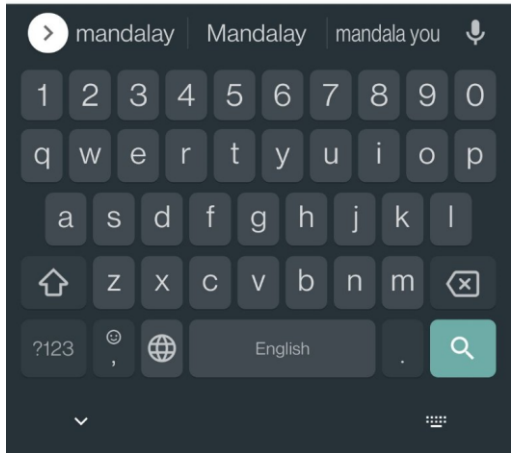 mandalay Mandalay mandala you
1 2 3 4 5 6 7 8 9 0
q w e r t y u i o p
a s d f g h j k l
z x c v b n m
?123 , English .